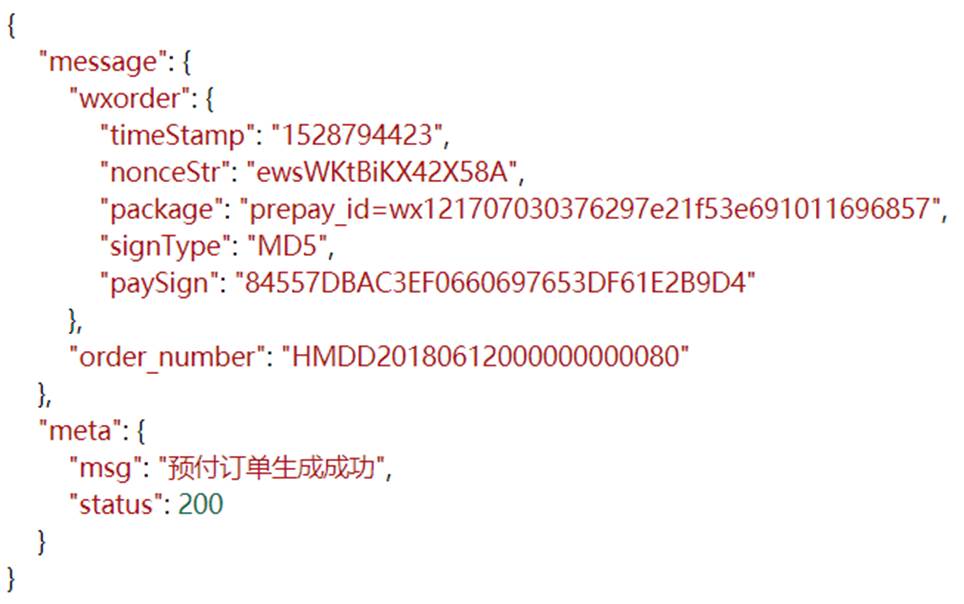 {
"message": {
"wxorder": {
"timeStamp": "1528794423",
"nonceStr": "ewsWKtBiKX42X58A",
"package": "prepay_id=wx121707030376297e21f53e691011696857",
"signType": "MD5",
"paySign": "84557DBAC3EF0660697653DF61E2B9D4"
},
"order_number": "HMDD20180612000000000080"
},
"meta": {
"msg": "预付订单生成成功",
"status": 200
}
}